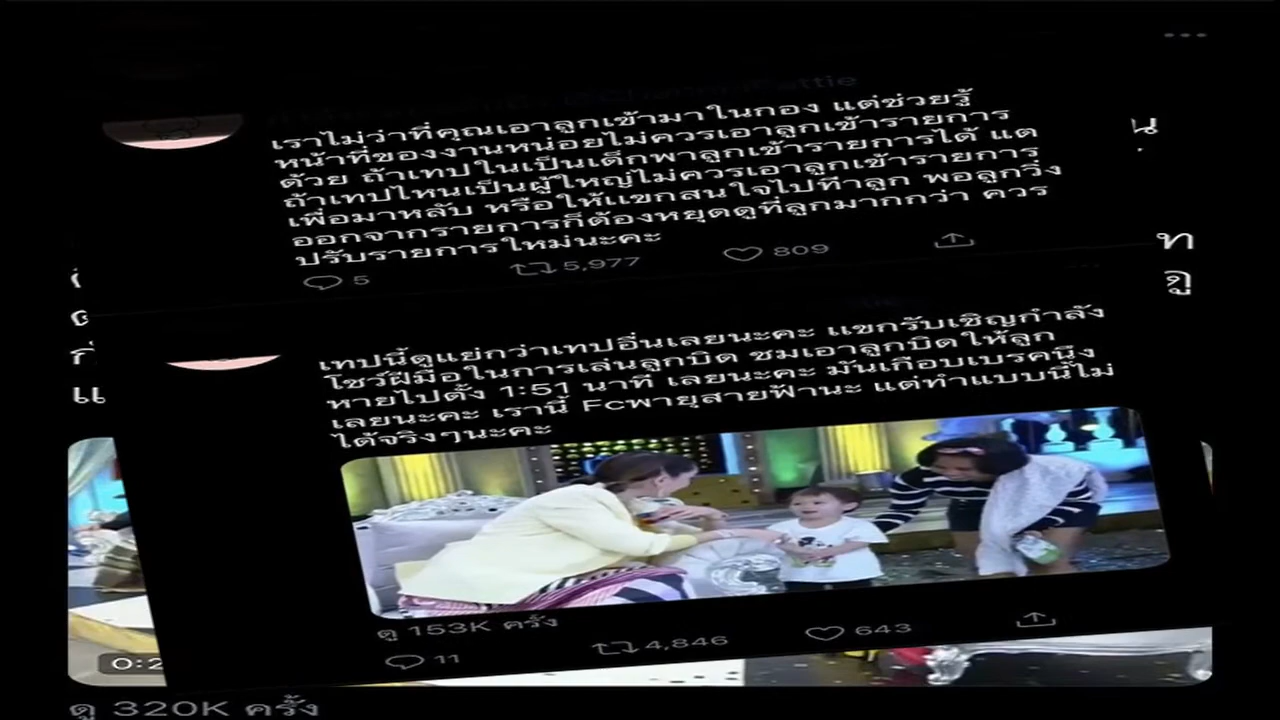 เราไม่ว่าที่คุณเอาลูกเข้ามาในกอง แต่ช่วยรู้
หน้าที่ของงานหน่อยไม่ควรเอาลูกเข้ารายการ
ด้วย ถ้าเทปในเป็นเด็กพาลูกเข้ารายการได้ แต
ถ้าเทปไหนเป็นผู้ใหญ่ไม่ควรเอาลูกเข้ารายการ
เพื่อมาหลับ หรือให้แขกสนใจไปที่าลูก พอลูกวิ่ง
ออกจากรายการก็ต้องหยุดดูที่ลูกมากกว่า ควร
ปรับรายการใหม่นะคะ
5 5,977 809
น
ท
ดู
แ
เทปนี้ดูแย่กว่าเทปอื่นเลยนะคะ แขกรับเชิญกำลัง
โชว์ฝีมือในการเล่นลูกบิด ชมเอาลูกบิดให้ลูก
หายไปตั้ง 1:51 นาที เลยนะคะ มันเกือบเบรคนึง
เลยนะคะ เรานี้ Fcพายุสายฟ้านะ แต่ทำแบบนี้ไม่
ได้จริงๆนะคะ
ดู 153K ครั้ง
11 4,846 643
0:2
ดู 320K ครั้ง